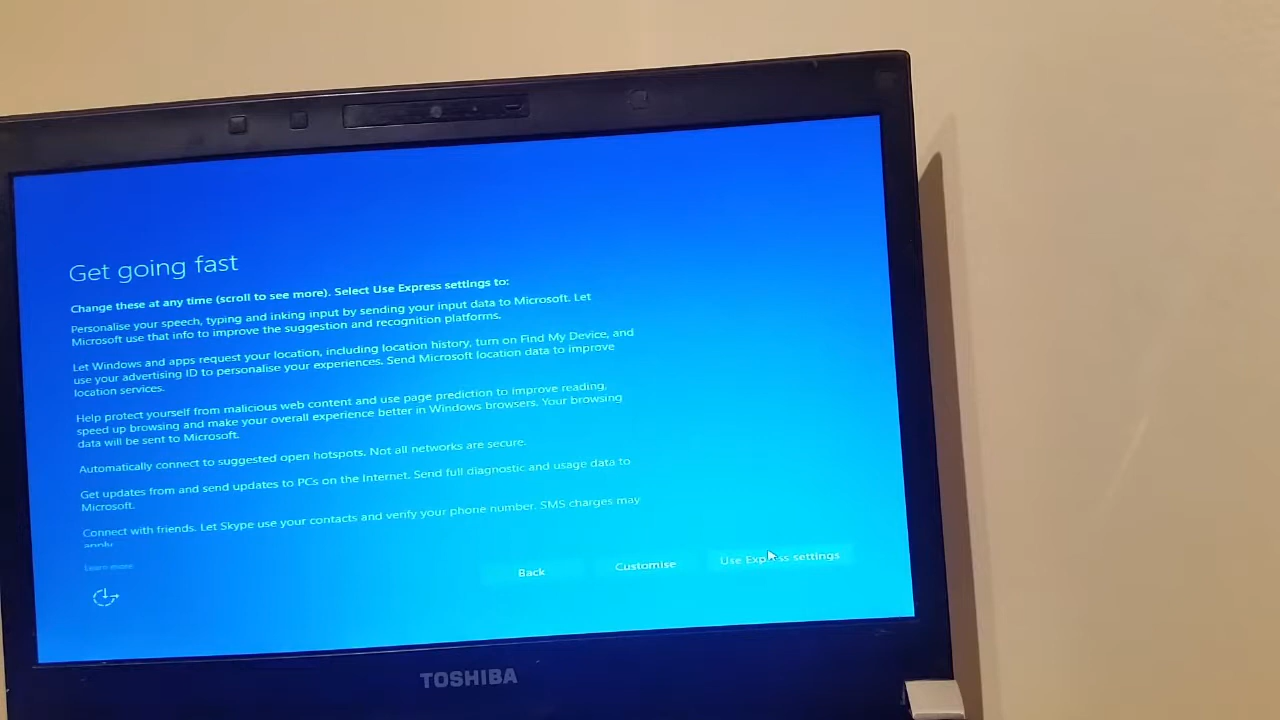 Get going fast
Change these at any time (scroll to see more). Select Use Express settings to:
Personalise your speech, typing and inking input by sending your input data to Microsoft. Let
Microsoft use that info to improve the suggestion and recognition platforms.
Let Windows and apps request your location, including location history, turn on Find My Device, and
use your advertising ID to personalise your experiences. Send Microsoft location data to improve
location services.
Help protect yourself from malicious web content and use page prediction to improve reading,
speed up browsing and make your overall experience better in Windows browsers. Your browsing
data will be sent to Microsoft.
Automatically connect to suggested open hotspots. Not all networks are secure.
Get updates from and send updates to PCs on the Internet. Send full diagnostic and usage data to
Microsoft.
Connect with friends. Let Skype use your contacts and verify your phone number. SMS charges may
apply.
Learn more
Back
Customise
Use Express settings
TOSHIBA